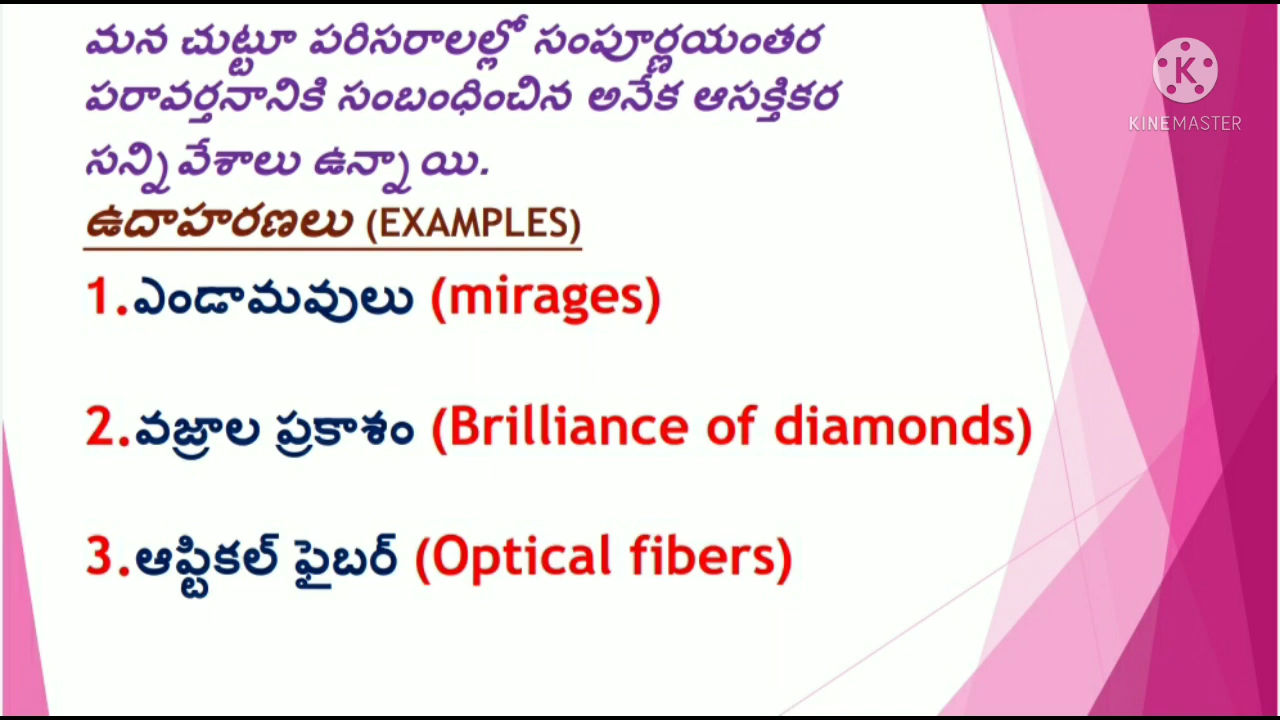 మన చుట్టూ పరిసరాలల్లో సంపూర్ణయంతర
పరావర్తనానికి సంబంధించిన అనేక ఆసక్తికర
సన్నివేశాలు ఉన్నాయి.
ఉదాహరణలు (EXAMPLES)
1.ఎండామవులు (mirages)
2.వజ్రాల ప్రకాశం (Brilliance of diamonds)
3.ఆప్టికల్ ఫైబర్ (Optical fibers)
K
KINEMASTER